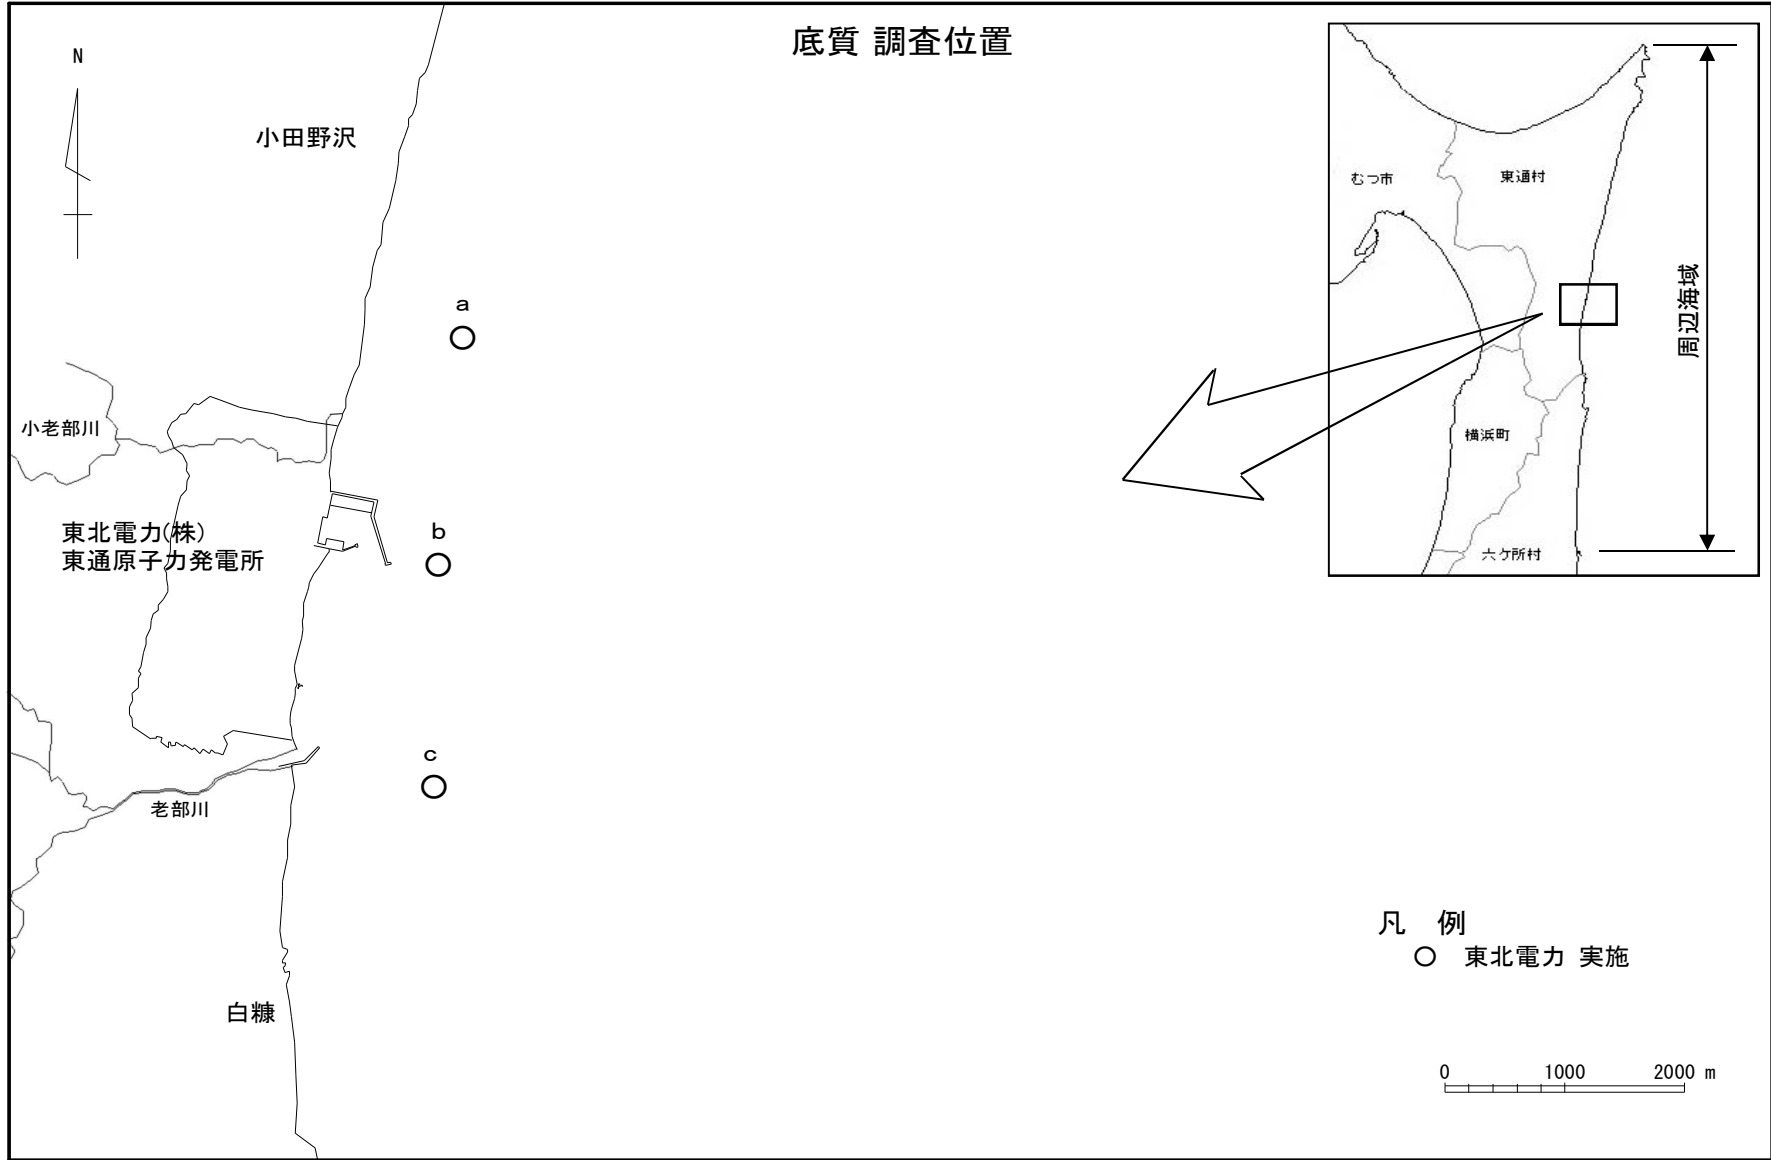 底質 調査位置
N
小田野沢
a
小老部川
東北電力(株)
東通原子力発電所
b
c
老部川
白糠
むつ市
東通村
周辺海域
横浜町
六ケ所村
凡 例
○ 東北電力 実施
0 1000 2000 m